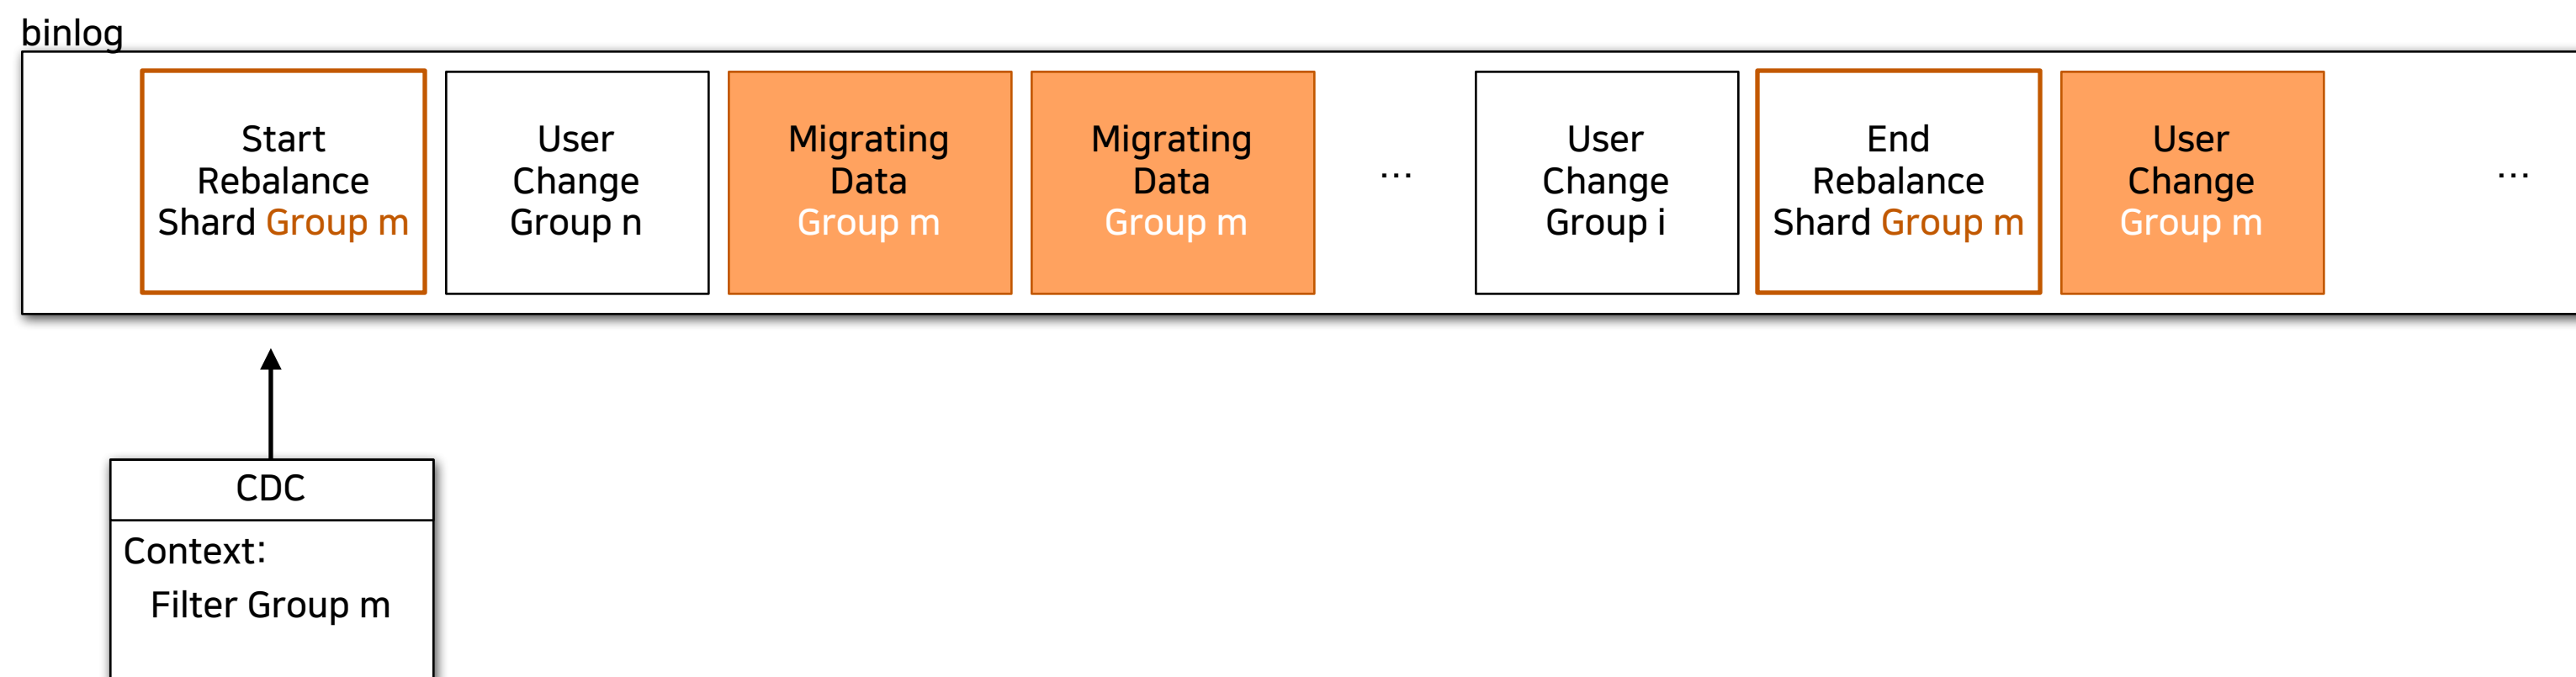 binlog
Start
Rebalance
Shard Group m
User
Change
Group n
Migrating
Data
Group m
Migrating
Data
Group m
...
User
Change
Group i
End
Rebalance
Shard Group m
User
Change
Group m
...
CDC
Context:
Filter Group m